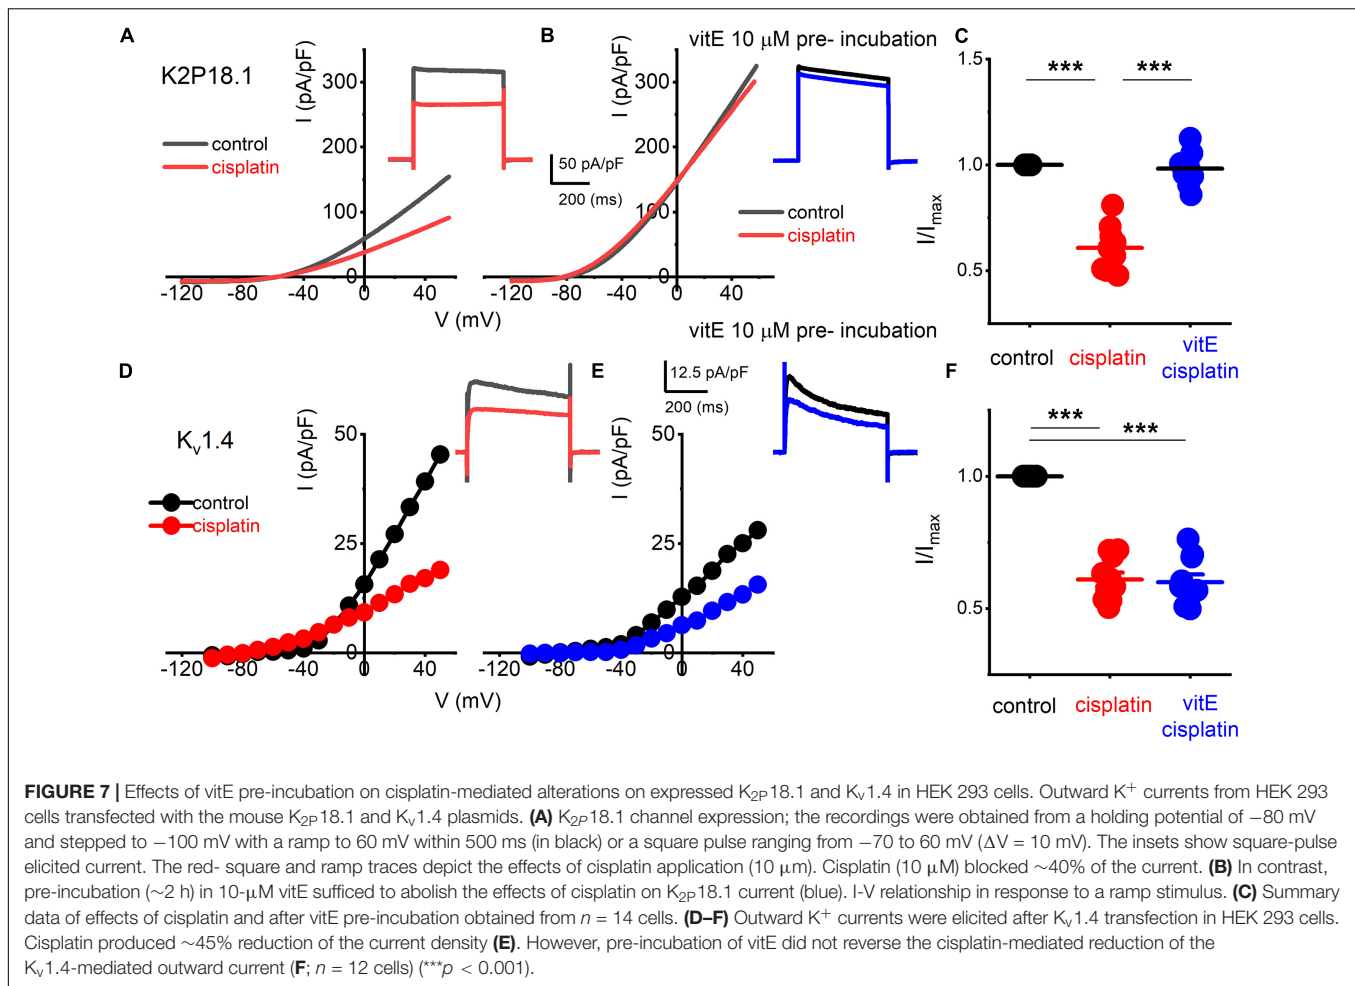 A
K2P18.1
control
cisplatin
I (pA/pF)
300
200
100
0
-120
-80
-40
0
40
V (mV)
50 pA/pF
200 (ms)
B
vitE 10 μM pre- incubation
I (pA/pF)
300
200
100
0
control
cisplatin
-120
-80
-40
0
40
C
1.5
1.0
0.5
I/Imax
***
***
control
cisplatin
vitE
cisplatin
D
Kv1.4
control
cisplatin
I (pA/pF)
50
25
0
-120
-80
-40
0
40
V (mV)
vitE 10 μM pre- incubation
E
12.5 pA/pF
200 (ms)
I (pA/pF)
50
25
0
-120
-80
-40
0
40
F
1.0
0.5
I/Imax
***
***
control
cisplatin
vitE
cisplatin
FIGURE 7 | Effects of vitE pre-incubation on cisplatin-mediated alterations on expressed K2P18.1 and Kv1.4 in HEK 293 cells. Outward K+ currents from HEK 293
cells transfected with the mouse K2P18.1 and Kv1.4 plasmids. (A) K2P18.1 channel expression; the recordings were obtained from a holding potential of −80 mV
and stepped to −100 mV with a ramp to 60 mV within 500 ms (in black) or a square pulse ranging from −70 to 60 mV (ΔV = 10 mV). The insets show square-pulse
elicited current. The red- square and ramp traces depict the effects of cisplatin application (10 μm). Cisplatin (10 μM) blocked ∼40% of the current. (B) In contrast,
pre-incubation (∼2 h) in 10-μM vitE sufficed to abolish the effects of cisplatin on K2P18.1 current (blue). I-V relationship in response to a ramp stimulus. (C) Summary
data of effects of cisplatin and after vitE pre-incubation obtained from n = 14 cells. (D–F) Outward K+ currents were elicited after Kv1.4 transfection in HEK 293 cells.
Cisplatin produced ∼45% reduction of the current density (E). However, pre-incubation of vitE did not reverse the cisplatin-mediated reduction of the
Kv1.4-mediated outward current (F; n = 12 cells) (***p < 0.001).